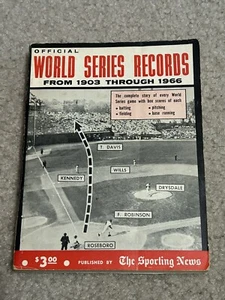 OFFICIAL
WORLD SERIES RECORDS
FROM 1903 THROUGH 1966
The complete story of every World
Series game with box scores of each.
• batting • pitching
• fielding • base running
T. DAVIS
WILLS
KENNEDY
DRYSDALE
F. ROBINSON
ROSEBORO
$3.00
PUBLISHED BY The Sporting News